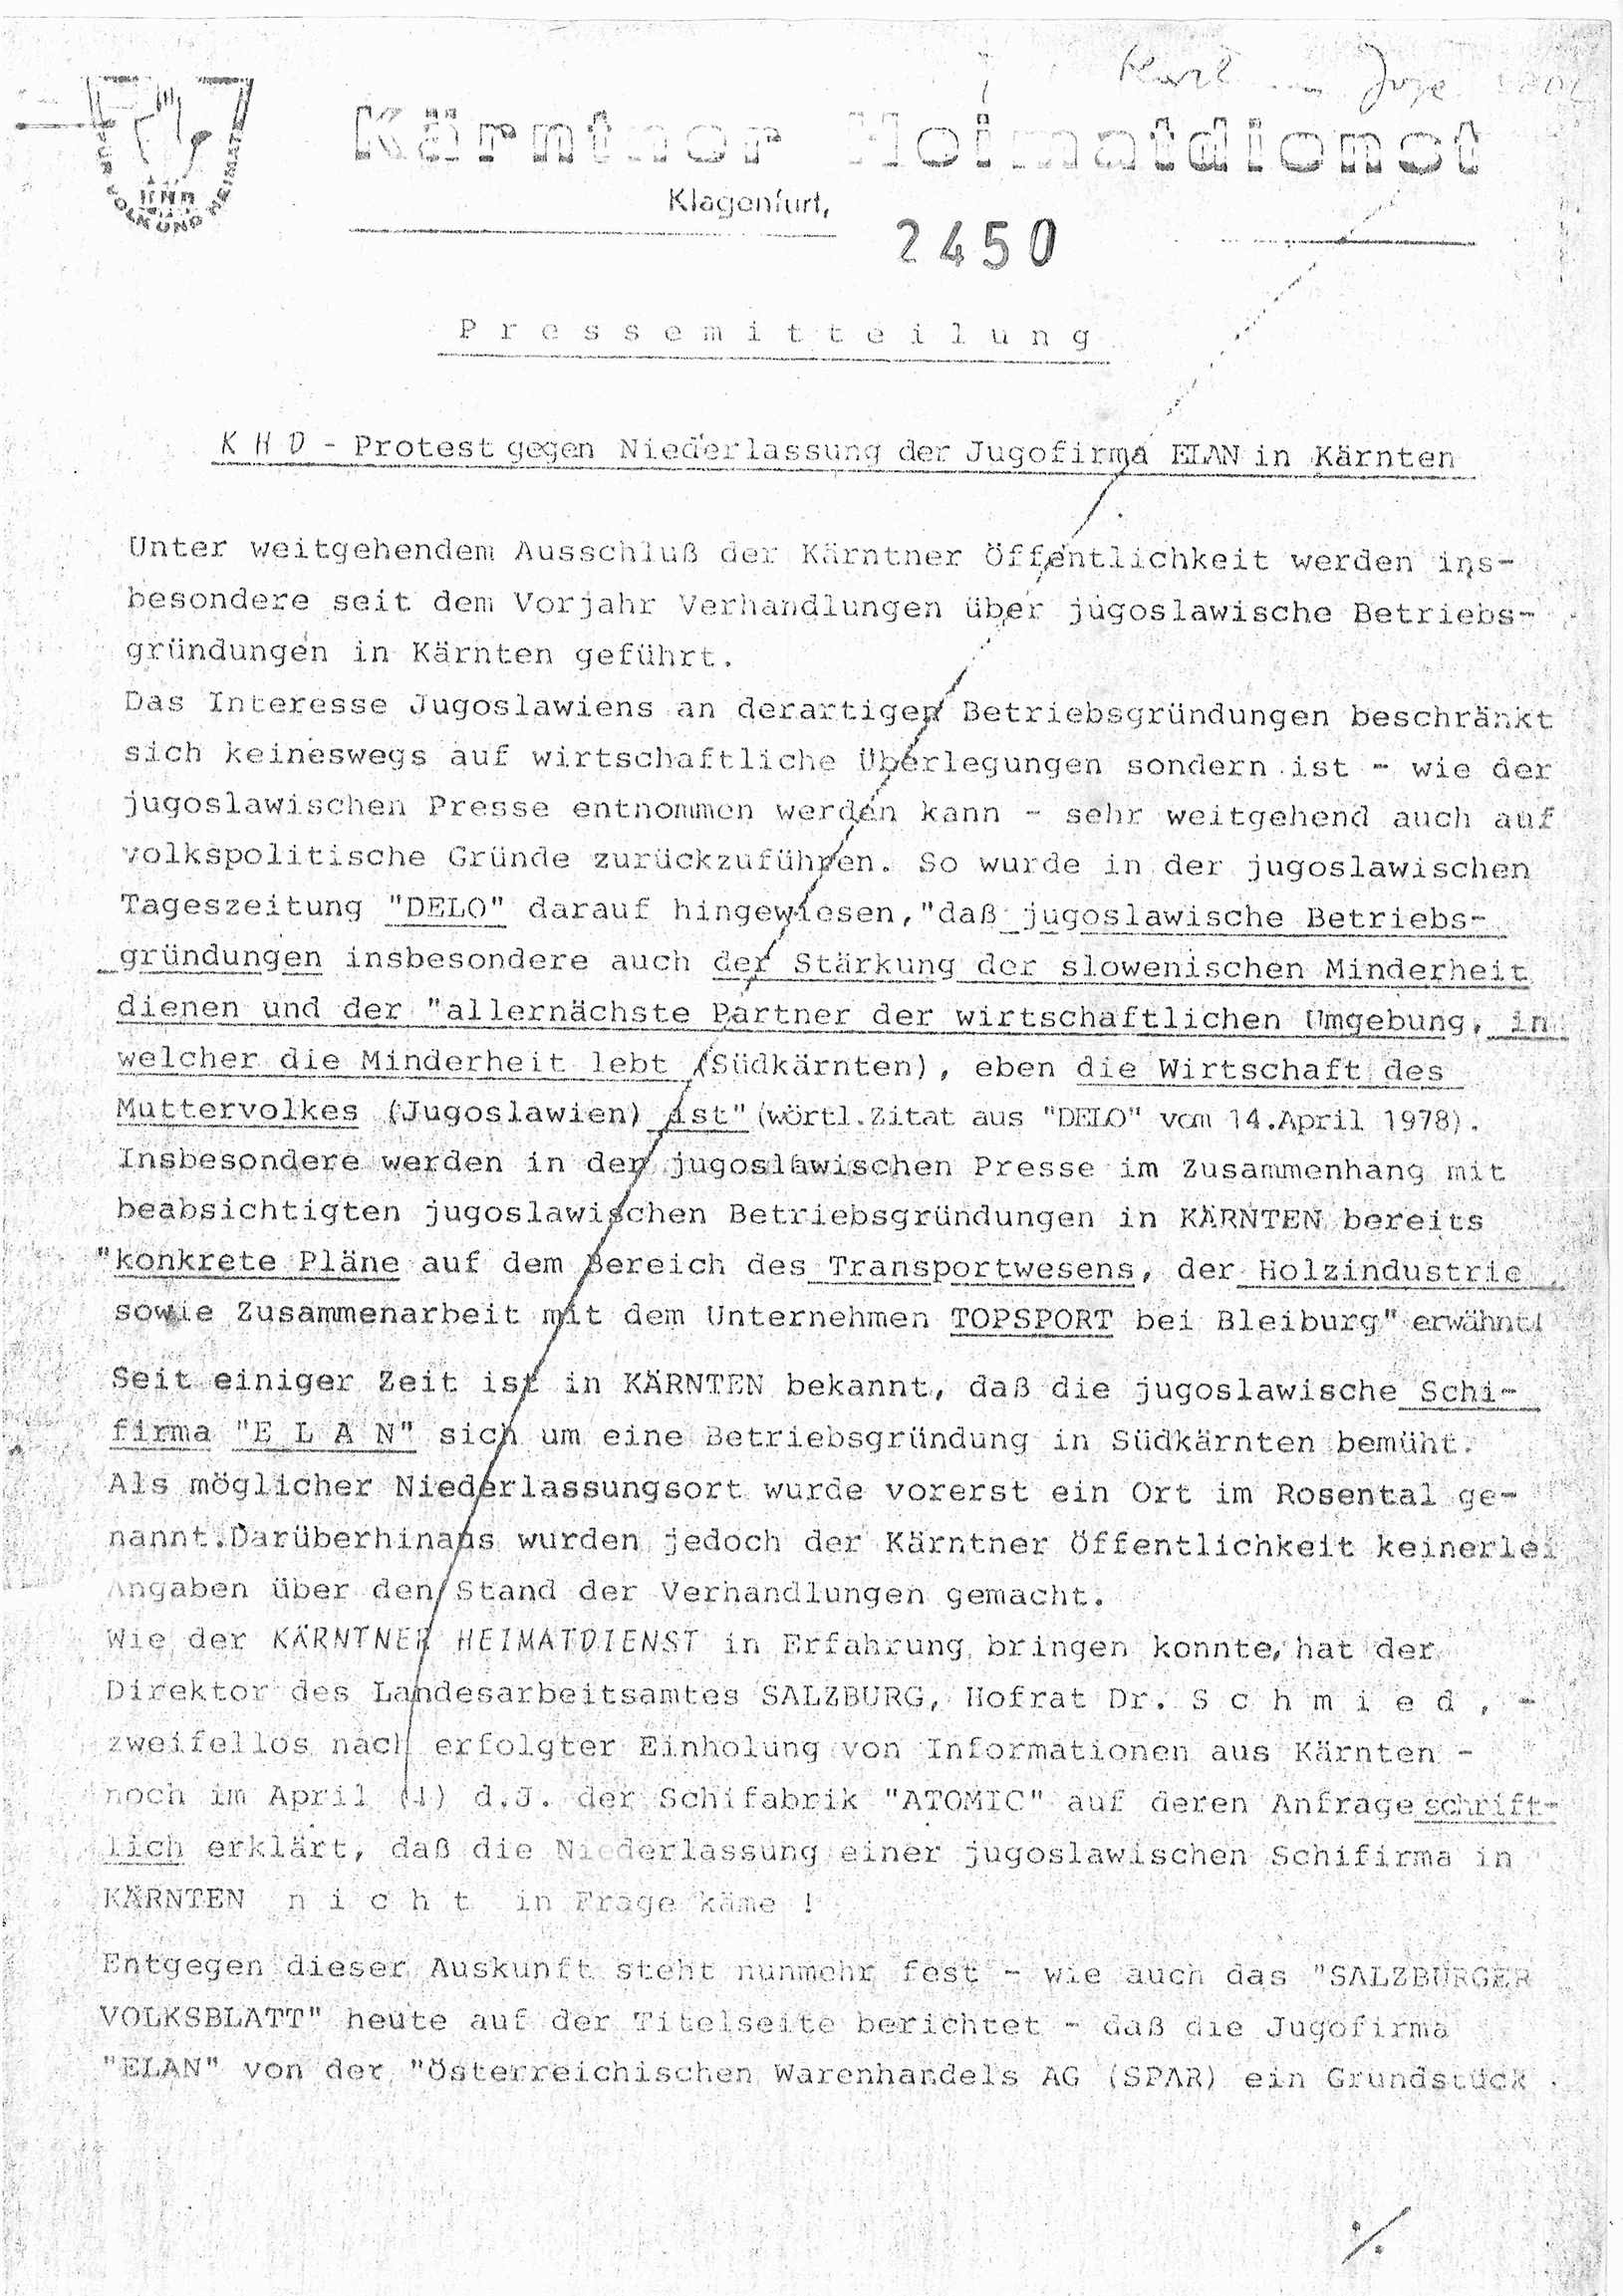 Karl
VOLK UND HEIMAT
Kärntner Heimatdienst
Klagenfurt,
2450
Pressemitteilung
KHD - Protest gegen Niederlassung der Jugofirma ELAN in Kärnten
Unter weitgehendem Ausschluß der Kärntner Öffentlichkeit werden ins-
besondere seit dem Vorjahr Verhandlungen über jugoslawische Betriebs-
gründungen in Kärnten geführt.
Das Interesse Jugoslawiens an derartigen Betriebsgründungen beschränkt
sich keineswegs auf wirtschaftliche Überlegungen sondern ist - wie der
jugoslawischen Presse entnommen werden kann - sehr weitgehend auch auf
volkspolitische Gründe zurückzuführen. So wurde in der jugoslawischen
Tageszeitung "DELO" darauf hingewiesen,"daß jugoslawische Betriebs-
gründungen insbesondere auch der Stärkung der slowenischen Minderheit
dienen und der "allernächste Partner der wirtschaftlichen Umgebung, in
welcher die Minderheit lebt (Südkärnten), eben die Wirtschaft des
Muttervolkes (Jugoslawien) ist" (wörtl.Zitat aus "DELO" vom 14.April 1978).
Insbesondere werden in der jugoslawischen Presse im Zusammenhang mit
beabsichtigten jugoslawischen Betriebsgründungen in KÄRNTEN bereits
"konkrete Pläne auf dem Bereich des Transportwesens, der Holzindustrie
sowie Zusammenarbeit mit dem Unternehmen TOPSPORT bei Bleiburg" erwähnt!
Seit einiger Zeit ist in KÄRNTEN bekannt, daß die jugoslawische Schi-
firma "E L A N" sich um eine Betriebsgründung in Südkärnten bemüht.
Als möglicher Niederlassungsort wurde vorerst ein Ort im Rosental ge-
nannt.Darüberhinaus wurden jedoch der Kärntner Öffentlichkeit keinerlei
Angaben über den Stand der Verhandlungen gemacht.
Wie der KÄRNTNER HEIMATDIENST in Erfahrung bringen konnte, hat der
Direktor des Landesarbeitsamtes SALZBURG, Hofrat Dr. S c h m i e d , -
zweifellos nach erfolgter Einholung von Informationen aus Kärnten -
noch im April (!) d.J. der Schifabrik "ATOMIC" auf deren Anfrage schrift-
lich erklärt, daß die Niederlassung einer jugoslawischen Schifirma in
KÄRNTEN n i c h t in Frage käme !
Entgegen dieser Auskunft steht nunmehr fest - wie auch das "SALZBURGER
VOLKSBLATT" heute auf der Titelseite berichtet - daß die Jugofirma
"ELAN" von der "Österreichischen Warenhandels AG (SPAR) ein Grundstück
./.